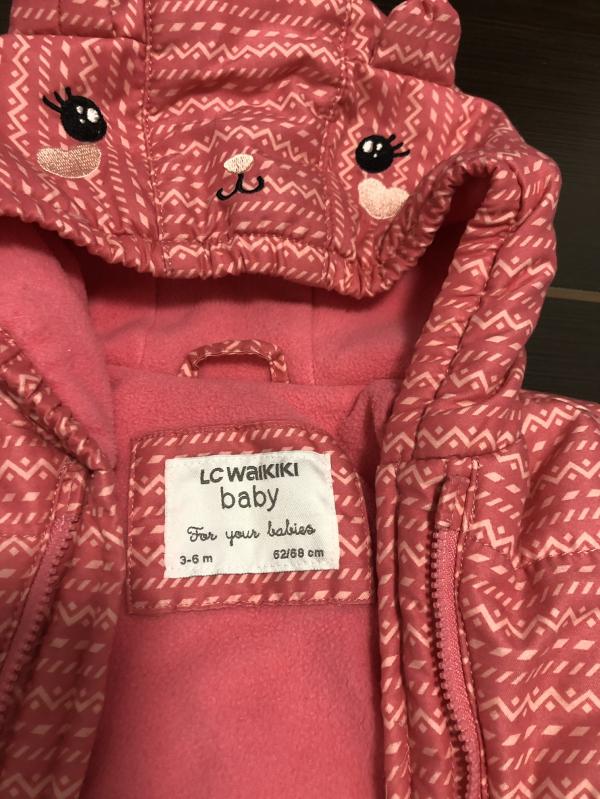 LC WAIKIKI
baby
For your babies
3-6 m 62/68 cm